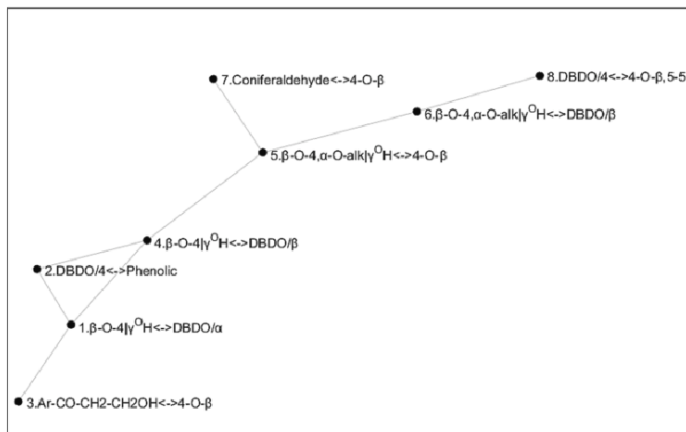 7.Coniferaldehyde<->4-O-β
8.DBDO/4<->4-O-β,5-5
6.β-O-4,α-O-alk|γOH<->DBDO/β
5.β-O-4,α-O-alk|γOH<->4-O-β
4.β-O-4|γOH<->DBDO/β
2.DBDO/4<->Phenolic
1.β-O-4|γOH<->DBDO/α
3.Ar-CO-CH2-CH2OH<->4-O-β